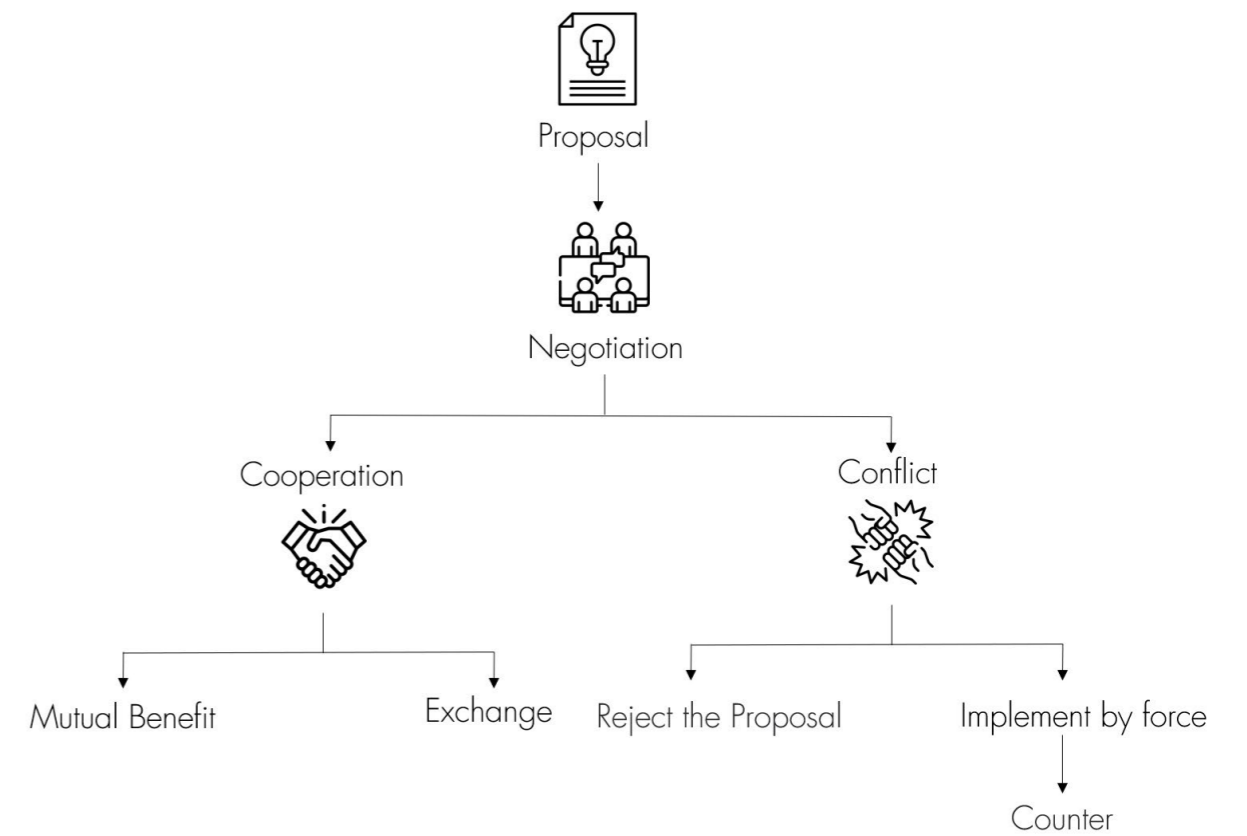 Proposal
Negotiation
Cooperation
Conflict
Mutual Benefit
Exchange
Reject the Proposal
Implement by force
Counter